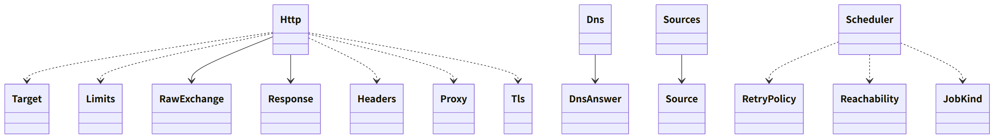 Http
Dns
Sources
Scheduler
Target
Limits
RawExchange
Response
Headers
Proxy
Tls
DnsAnswer
Source
RetryPolicy
Reachability
JobKind